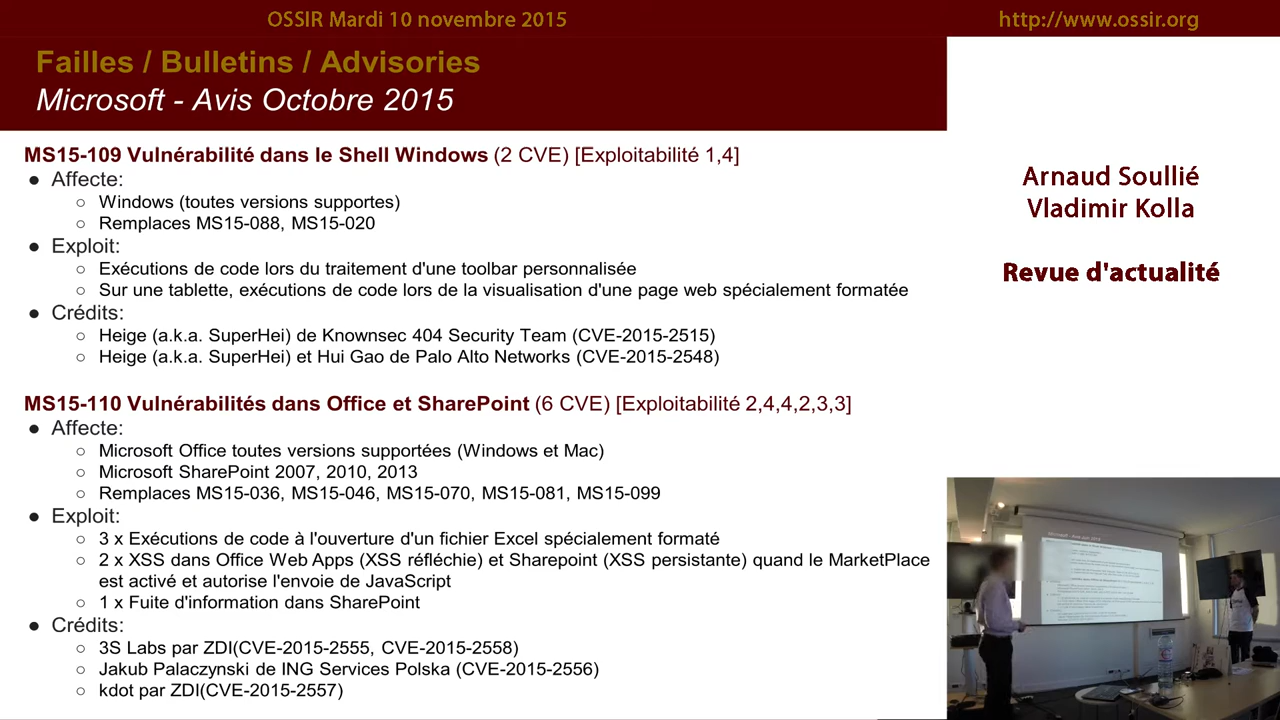 OSSIR Mardi 10 novembre 2015
http://www.ossir.org
Failles / Bulletins / Advisories
Microsoft - Avis Octobre 2015
MS15-109 Vulnérabilité dans le Shell Windows (2 CVE) [Exploitabilité 1,4]
● Affecte:
○ Windows (toutes versions supportes)
○ Remplaces MS15-088, MS15-020
● Exploit:
○ Exécutions de code lors du traitement d'une toolbar personnalisée
○ Sur une tablette, exécutions de code lors de la visualisation d'une page web spécialement formatée
● Crédits:
○ Heige (a.k.a. SuperHei) de Knownsec 404 Security Team (CVE-2015-2515)
○ Heige (a.k.a. SuperHei) et Hui Gao de Palo Alto Networks (CVE-2015-2548)
MS15-110 Vulnérabilités dans Office et SharePoint (6 CVE) [Exploitabilité 2,4,4,2,3,3]
● Affecte:
○ Microsoft Office toutes versions supportées (Windows et Mac)
○ Microsoft SharePoint 2007, 2010, 2013
○ Remplaces MS15-036, MS15-046, MS15-070, MS15-081, MS15-099
● Exploit:
○ 3 x Exécutions de code à l'ouverture d'un fichier Excel spécialement formaté
○ 2 x XSS dans Office Web Apps (XSS réfléchie) et Sharepoint (XSS persistante) quand le MarketPlace
est activé et autorise l'envoie de JavaScript
○ 1 x Fuite d'information dans SharePoint
● Crédits:
○ 3S Labs par ZDI(CVE-2015-2555, CVE-2015-2558)
○ Jakub Palaczynski de ING Services Polska (CVE-2015-2556)
○ kdot par ZDI(CVE-2015-2557)
Arnaud Soullié
Vladimir Kolla
Revue d'actualité